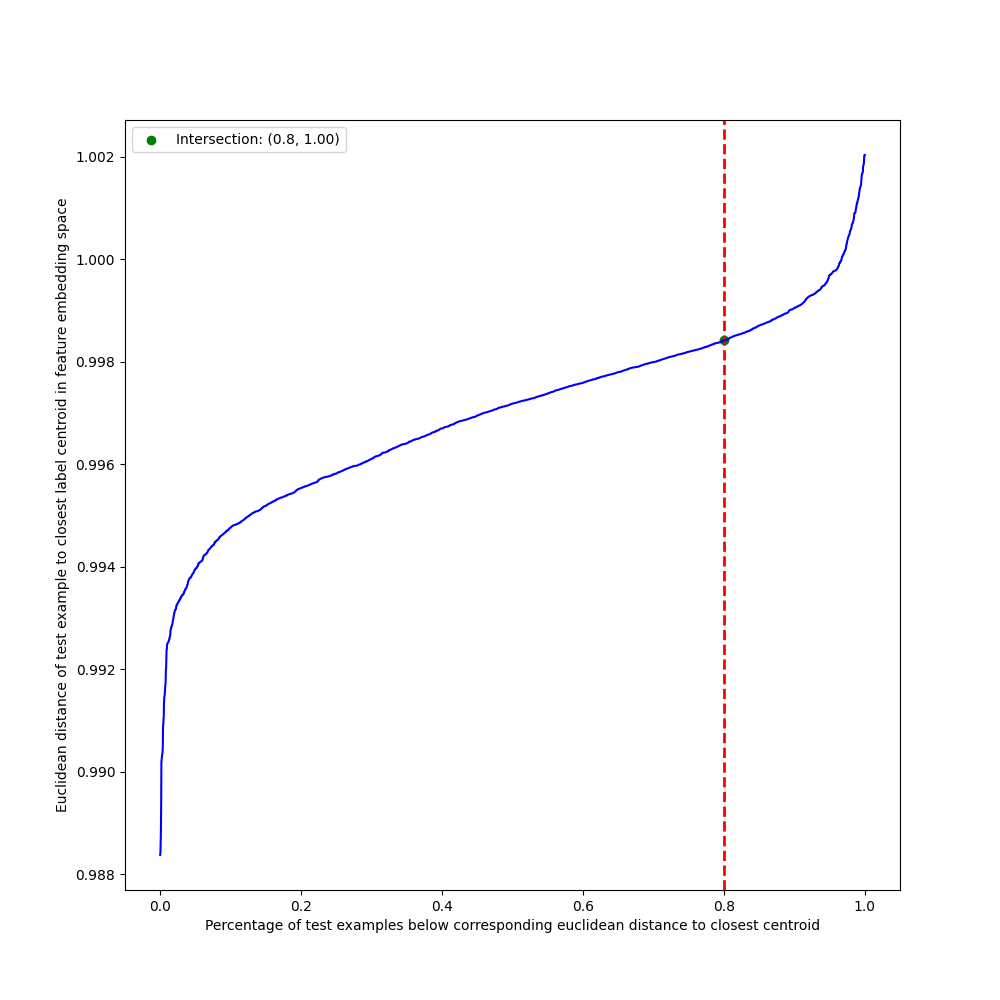 Intersection: (0.8, 1.00)
Euclidean distance of test example to closest label centroid in feature embedding space
1.002
1.000
0.998
0.996
0.994
0.992
0.990
0.988
0.0 0.2 0.4 0.6 0.8 1.0
Percentage of test examples below corresponding euclidean distance to closest centroid